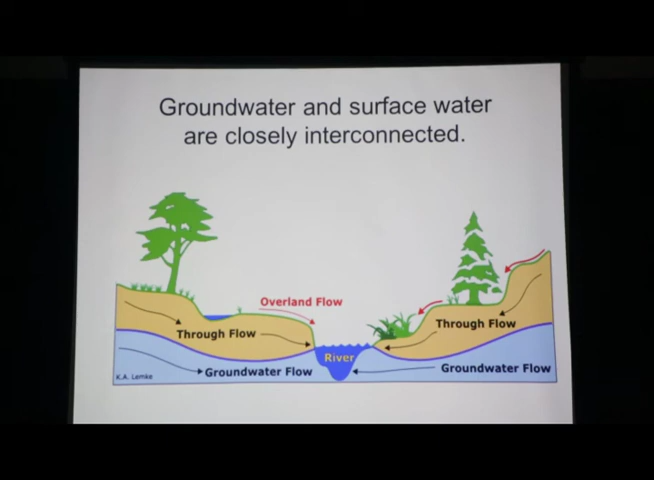 Groundwater and surface water
are closely interconnected.
Overland Flow
Through Flow
Through Flow
River
Groundwater Flow
Groundwater Flow
K.A. Lemke